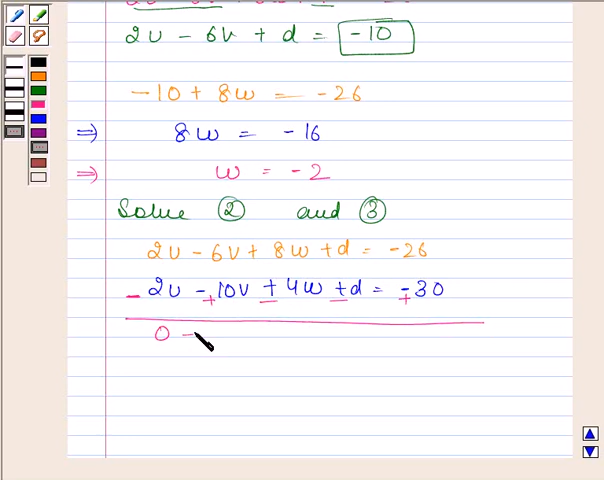 2u - 6v + d = -10
-10 + 8w = -26
⇒ 8w = -16
⇒ w = -2
Solve ② and ③
2u - 6v + 8w + d = -26
- 2u - 10v + 4w + d = -30
+ - - +
0 -